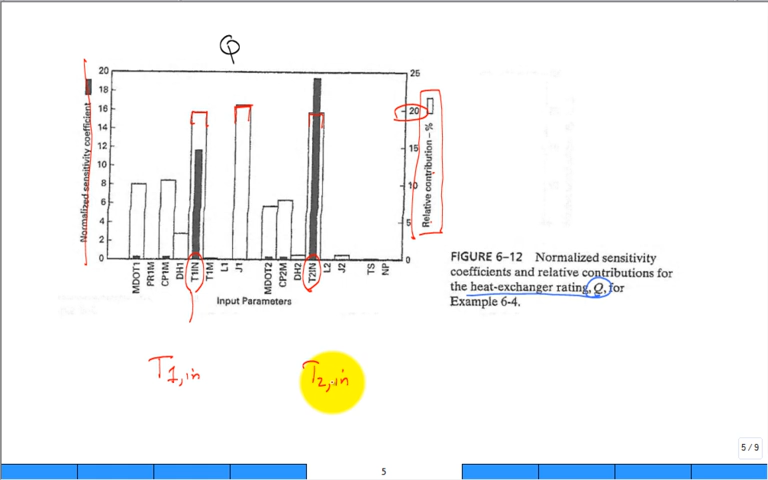 Q
20
18
16
14
12
10
8
6
4
2
0
Normalized sensitivity coefficient
25
20
15
10
5
0
Relative contribution – %
MDOT1
PR1M
CP1M
DH1
T1IN
T1M
L1
J1
MDOT2
CP2M
DH2
T2IN
L2
J2
TS
NP
Input Parameters
FIGURE 6–12 Normalized sensitivity
coefficients and relative contributions for
the heat-exchanger rating, Q, for
Example 6-4.
T1,in
T2,in
5 / 9
5